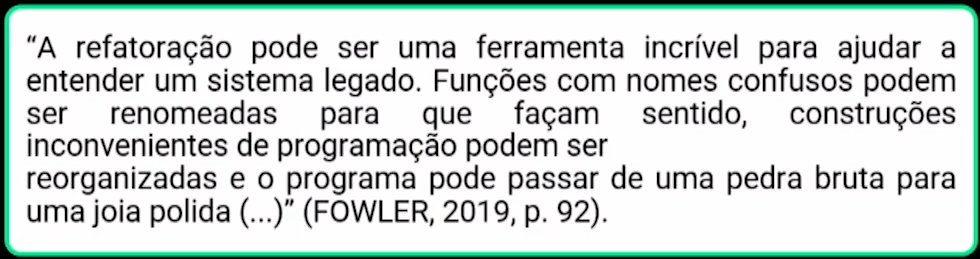 “A refatoração pode ser uma ferramenta incrível para ajudar a
entender um sistema legado. Funções com nomes confusos podem
ser renomeadas para que façam sentido, construções
inconvenientes de programação podem ser
reorganizadas e o programa pode passar de uma pedra bruta para
uma joia polida (...)” (FOWLER, 2019, p. 92).